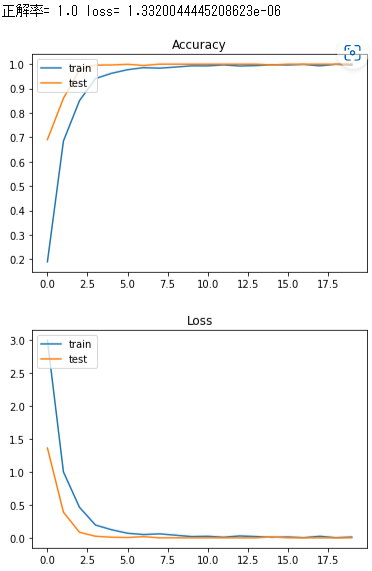 正解率= 1.0 loss= 1.3320044445208623e-06
Accuracy
1.0
0.9
0.8
0.7
0.6
0.5
0.4
0.3
0.2
train
test
0.0 2.5 5.0 7.5 10.0 12.5 15.0 17.5
Loss
3.0
2.5
2.0
1.5
1.0
0.5
0.0
train
test
0.0 2.5 5.0 7.5 10.0 12.5 15.0 17.5